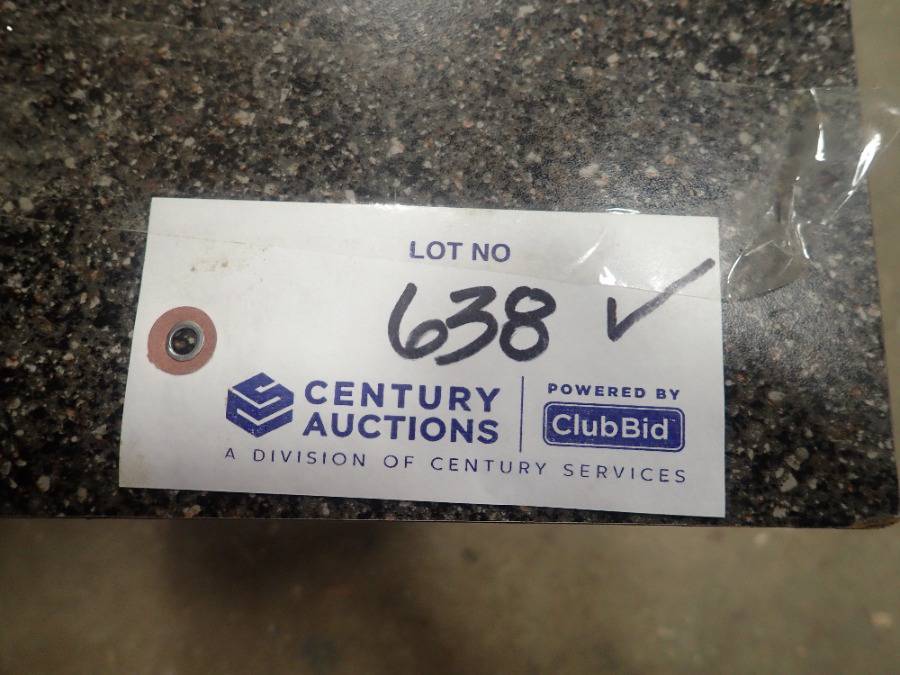 LOT NO
638 ✓
CENTURY
AUCTIONS
POWERED BY
ClubBid
A DIVISION OF CENTURY SERVICES